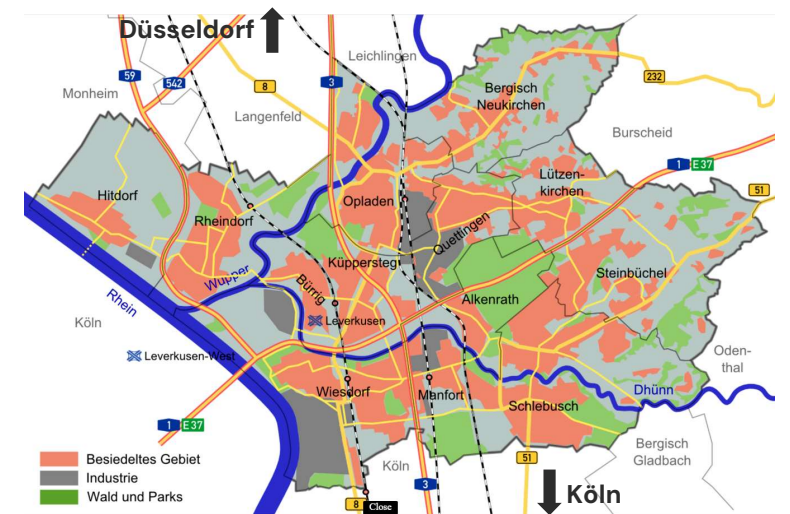 Düsseldorf
59
542
8
3
Leichlingen
232
Monheim
Langenfeld
Bergisch
Neukirchen
Burscheid
1 E37
51
Hitdorf
Rheindorf
Opladen
Lützen-
kirchen
Quettingen
Küppersteg
Steinbüchel
Wupper
Bürrig
Alkenrath
Rhein
Köln
Leverkusen
Leverkusen-West
Oden-
thal
Wiesdorf
Manfort
Schlebusch
Dhünn
1 E37
Bergisch
Gladbach
Besiedeltes Gebiet
Industrie
Wald und Parks
Köln
51
3
8
Close
Köln